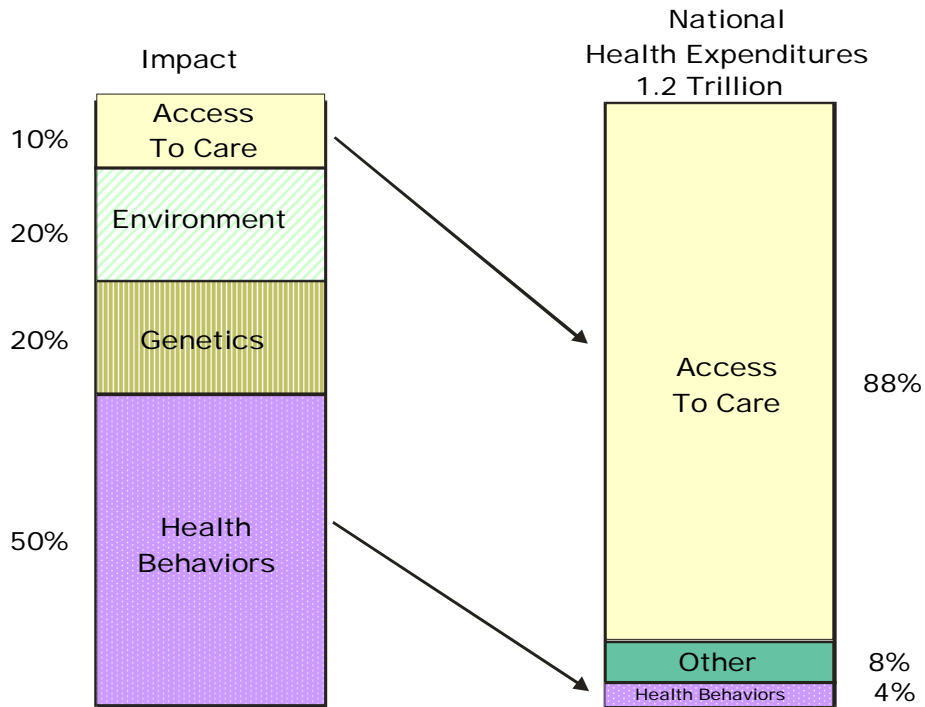 Impact
10%
Access
To Care
20%
Environment
20%
Genetics
50%
Health
Behaviors
National
Health Expenditures
1.2 Trillion
Access
To Care
88%
Other
8%
Health Behaviors
4%